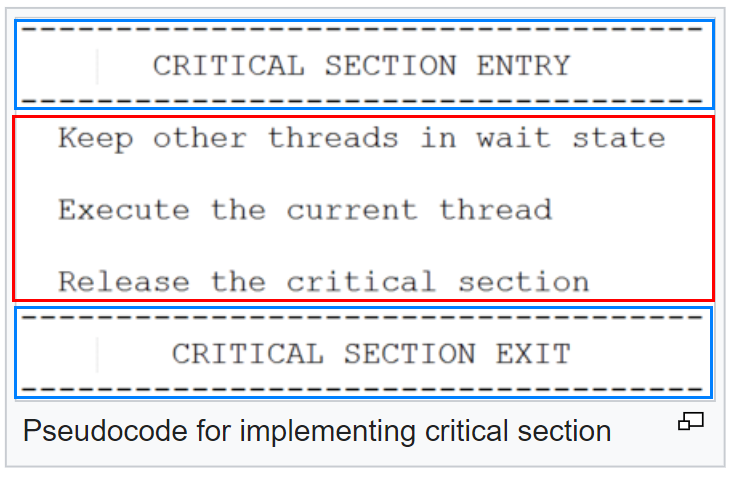 CRITICAL SECTION ENTRY
Keep other threads in wait state
Execute the current thread
Release the critical section
CRITICAL SECTION EXIT
Pseudocode for implementing critical section